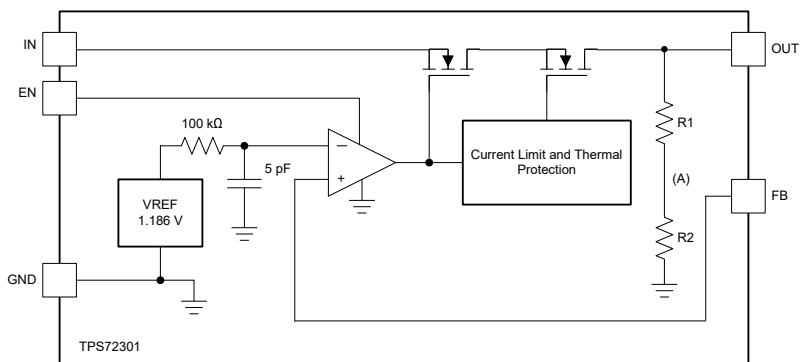 IN
OUT
EN
100 kΩ
R1
5 pF
−
+
Current Limit and Thermal
Protection
(A)
VREF
1.186 V
FB
R2
GND
TPS72301